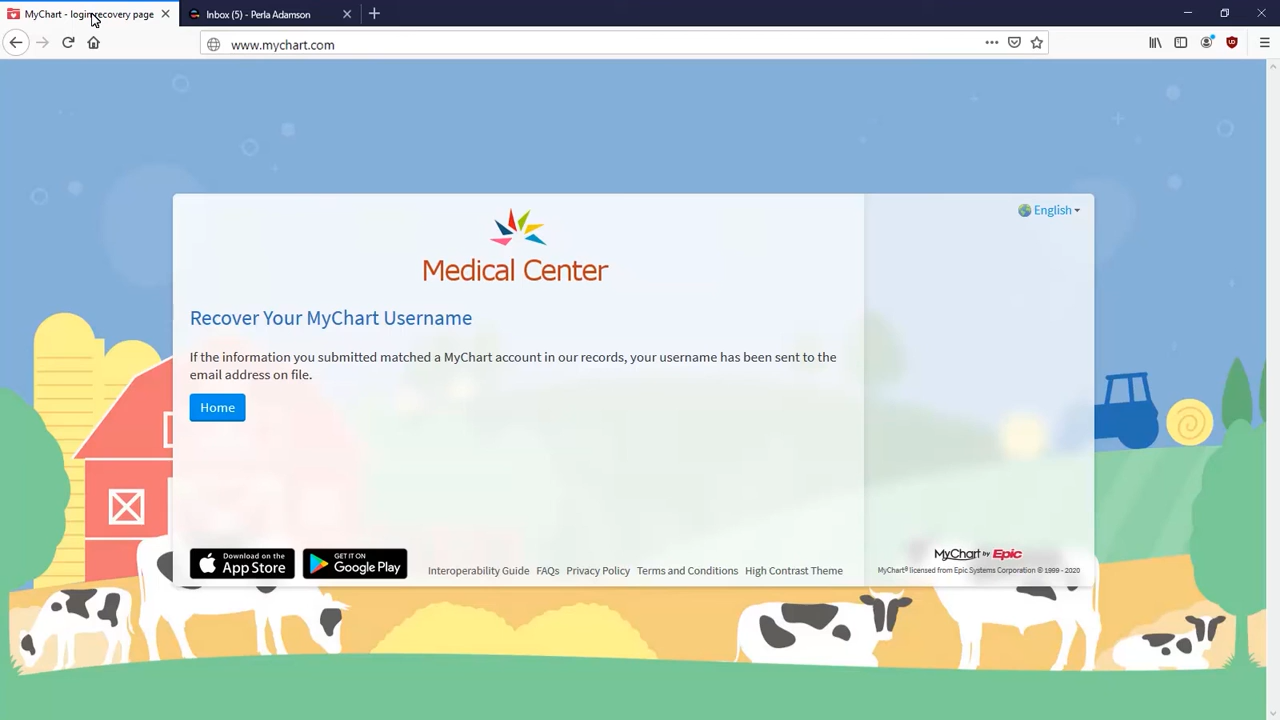 MyChart - login recovery page
Inbox (5) - Perla Adamson
www.mychart.com
English
Medical Center
Recover Your MyChart Username
If the information you submitted matched a MyChart account in our records, your username has been sent to the
email address on file.
Home
Download on the
App Store
GET IT ON
Google Play
Interoperability Guide FAQs Privacy Policy Terms and Conditions High Contrast Theme
MyChart by Epic
MyChart® licensed from Epic Systems Corporation © 1999 - 2020